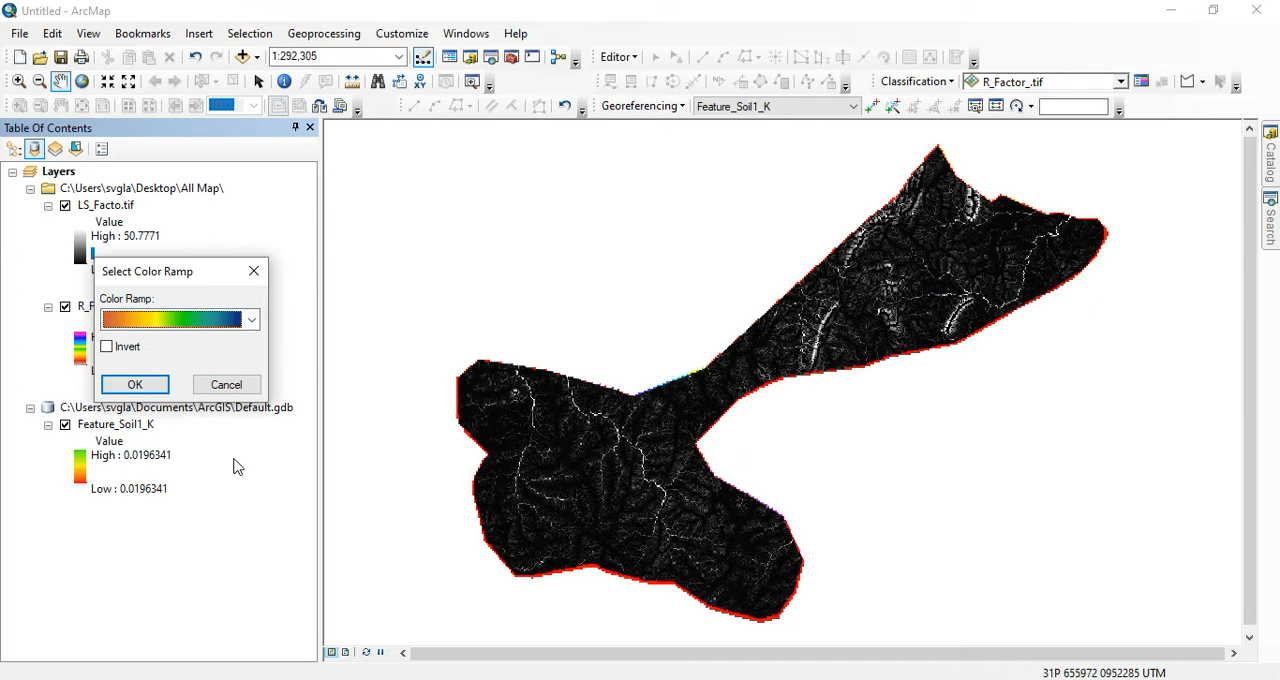 Untitled - ArcMap
File Edit View Bookmarks Insert Selection Geoprocessing Customize Windows Help
1:292.305 Editor
Classification R_Factor_.tif
Georeferencing Feature_Soil1_K
Table Of Contents
Layers
C:\Users\svgla\Desktop\All Map\
LS_Facto.tif
Value
High : 50.7771
Select Color Ramp
Color Ramp:
Invert
OK Cancel
C:\Users\svgla\Documents\ArcGIS\Default.gdb
Feature_Soil1_K
Value
High : 0.0196341
Low : 0.0196341
Catalog
Search
31P 655972 0952285 UTM